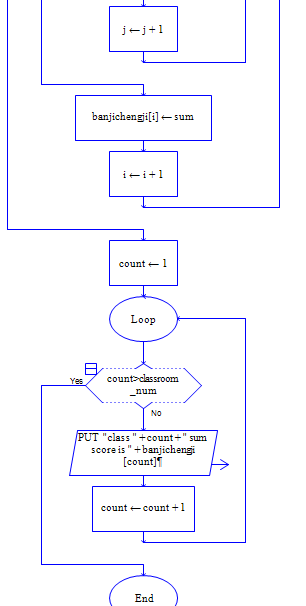 j ← j + 1
banjichengji[i] ← sum
i ← i + 1
count ← 1
Loop
count>classroom
_num
Yes
No
PUT "class "+count+" sum
score is "+banjichengji
[count]¶
count ← count + 1
End